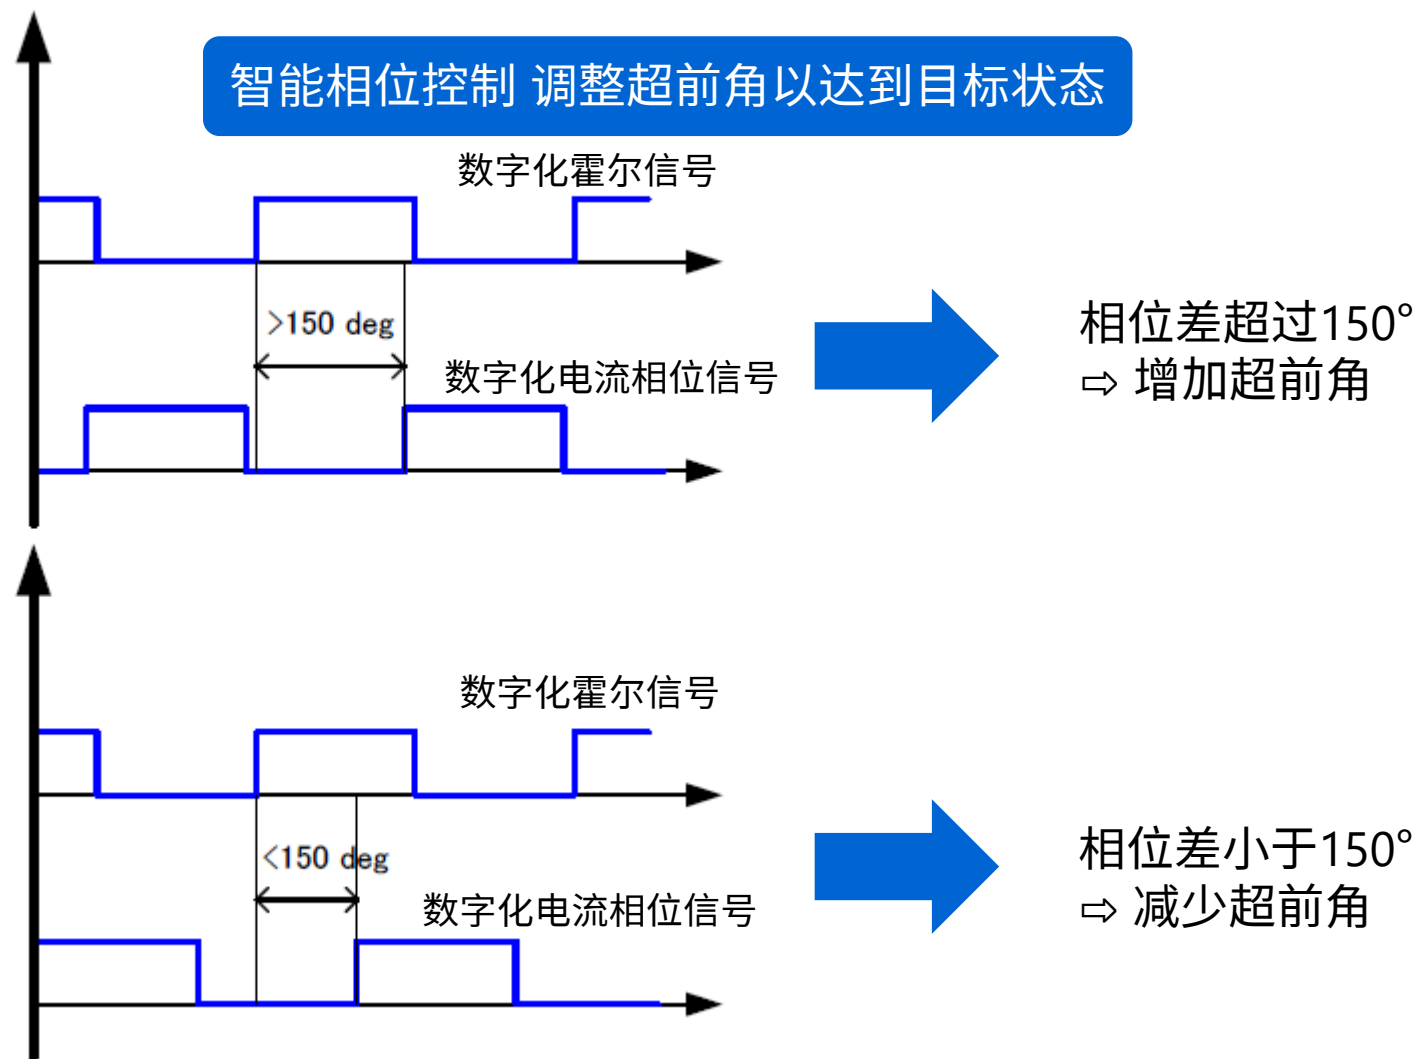 智能相位控制 调整超前角以达到目标状态
数字化霍尔信号
>150 deg
数字化电流相位信号
相位差超过150°
⇨ 增加超前角
数字化霍尔信号
<150 deg
数字化电流相位信号
相位差小于150°
⇨ 减少超前角